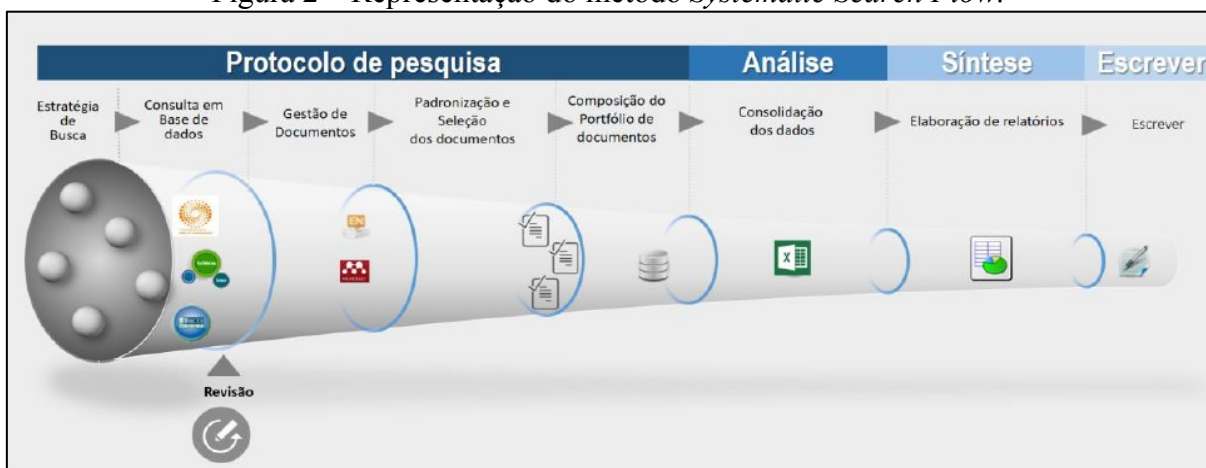 Figura 2 – Representação do método Systematic Search Flow.
Protocolo de pesquisa
Análise
Síntese
Escrever
Estratégia
de
Busca
Consulta em
Base de
dados
Gestão de
Documentos
Padronização e
Seleção
dos documentos
Composição do
Portfólio de
documentos
Consolidação
dos dados
Elaboração de relatórios
Escrever
EN
X
Revisão